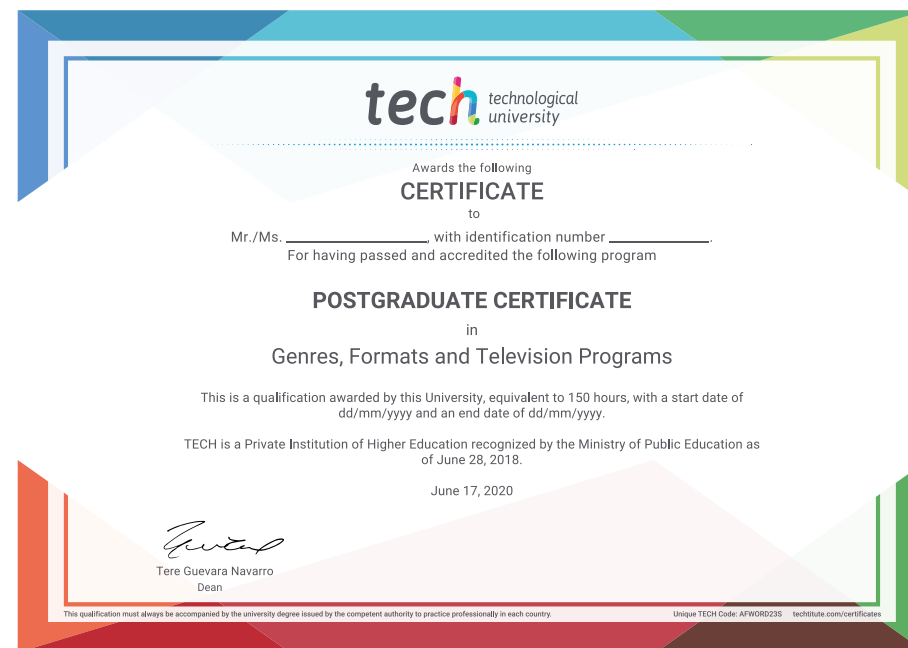 tech technological
university
Awards the following
CERTIFICATE
to
Mr./Ms. ____________, with identification number ____________.
For having passed and accredited the following program
POSTGRADUATE CERTIFICATE
in
Genres, Formats and Television Programs
This is a qualification awarded by this University, equivalent to 150 hours, with a start date of
dd/mm/yyyy and an end date of dd/mm/yyyy.
TECH is a Private Institution of Higher Education recognized by the Ministry of Public Education as
of June 28, 2018.
June 17, 2020
Tere Guevara Navarro
Dean
This qualification must always be accompanied by the university degree issued by the competent authority to practice professionally in each country.
Unique TECH Code: AFWORD23S techtitute.com/certificates